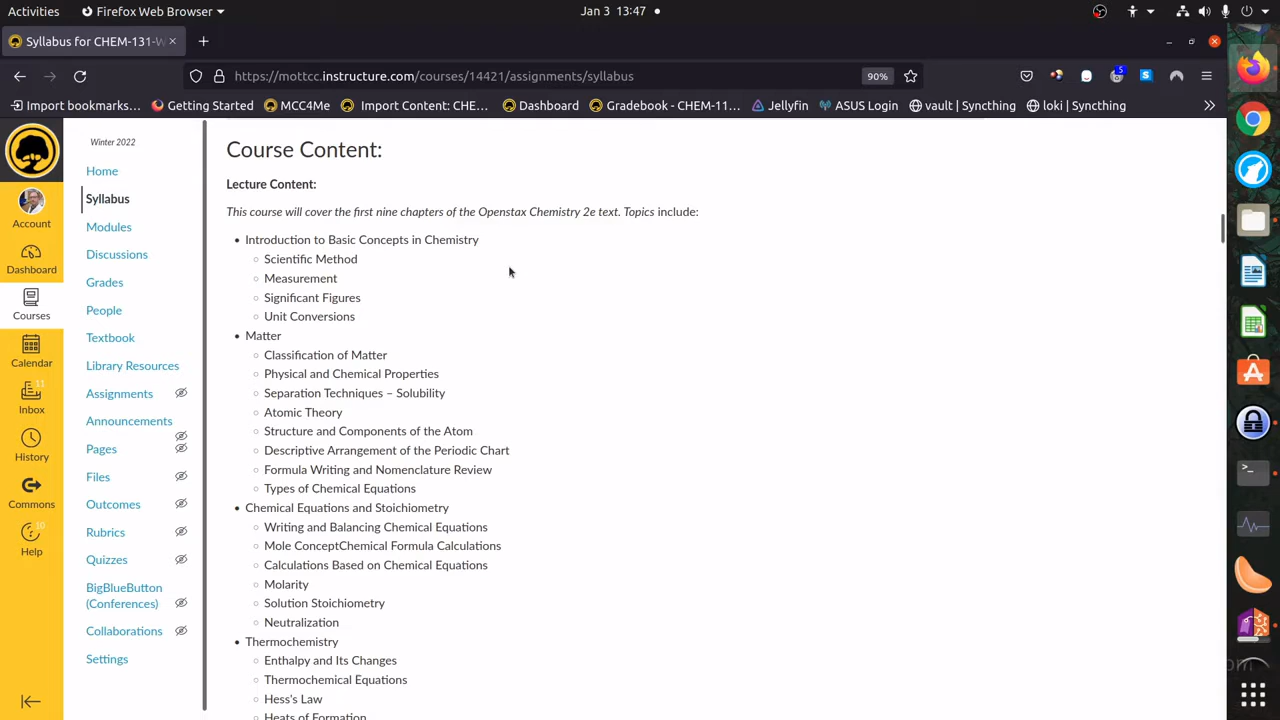 Activities Firefox Web Browser Jan 3 13:47
Syllabus for CHEM-131-W
https://mottcc.instructure.com/courses/14421/assignments/syllabus 90% 5
Import bookmarks... Getting Started MCC4Me Import Content: CHE... Dashboard Gradebook - CHEM-11... Jellyfin ASUS Login vault | Syncthing loki | Syncthing
Account
Dashboard
Courses
Calendar
11
Inbox
History
Commons
10
Help
Winter 2022
Home
Syllabus
Modules
Discussions
Grades
People
Textbook
Library Resources
Assignments
Announcements
Pages
Files
Outcomes
Rubrics
Quizzes
BigBlueButton
(Conferences)
Collaborations
Settings
Course Content:
Lecture Content:
This course will cover the first nine chapters of the Openstax Chemistry 2e text. Topics include:
• Introduction to Basic Concepts in Chemistry
◦ Scientific Method
◦ Measurement
◦ Significant Figures
◦ Unit Conversions
• Matter
◦ Classification of Matter
◦ Physical and Chemical Properties
◦ Separation Techniques – Solubility
◦ Atomic Theory
◦ Structure and Components of the Atom
◦ Descriptive Arrangement of the Periodic Chart
◦ Formula Writing and Nomenclature Review
◦ Types of Chemical Equations
• Chemical Equations and Stoichiometry
◦ Writing and Balancing Chemical Equations
◦ Mole ConceptChemical Formula Calculations
◦ Calculations Based on Chemical Equations
◦ Molarity
◦ Solution Stoichiometry
◦ Neutralization
• Thermochemistry
◦ Enthalpy and Its Changes
◦ Thermochemical Equations
◦ Hess's Law
◦ Heats of Formation